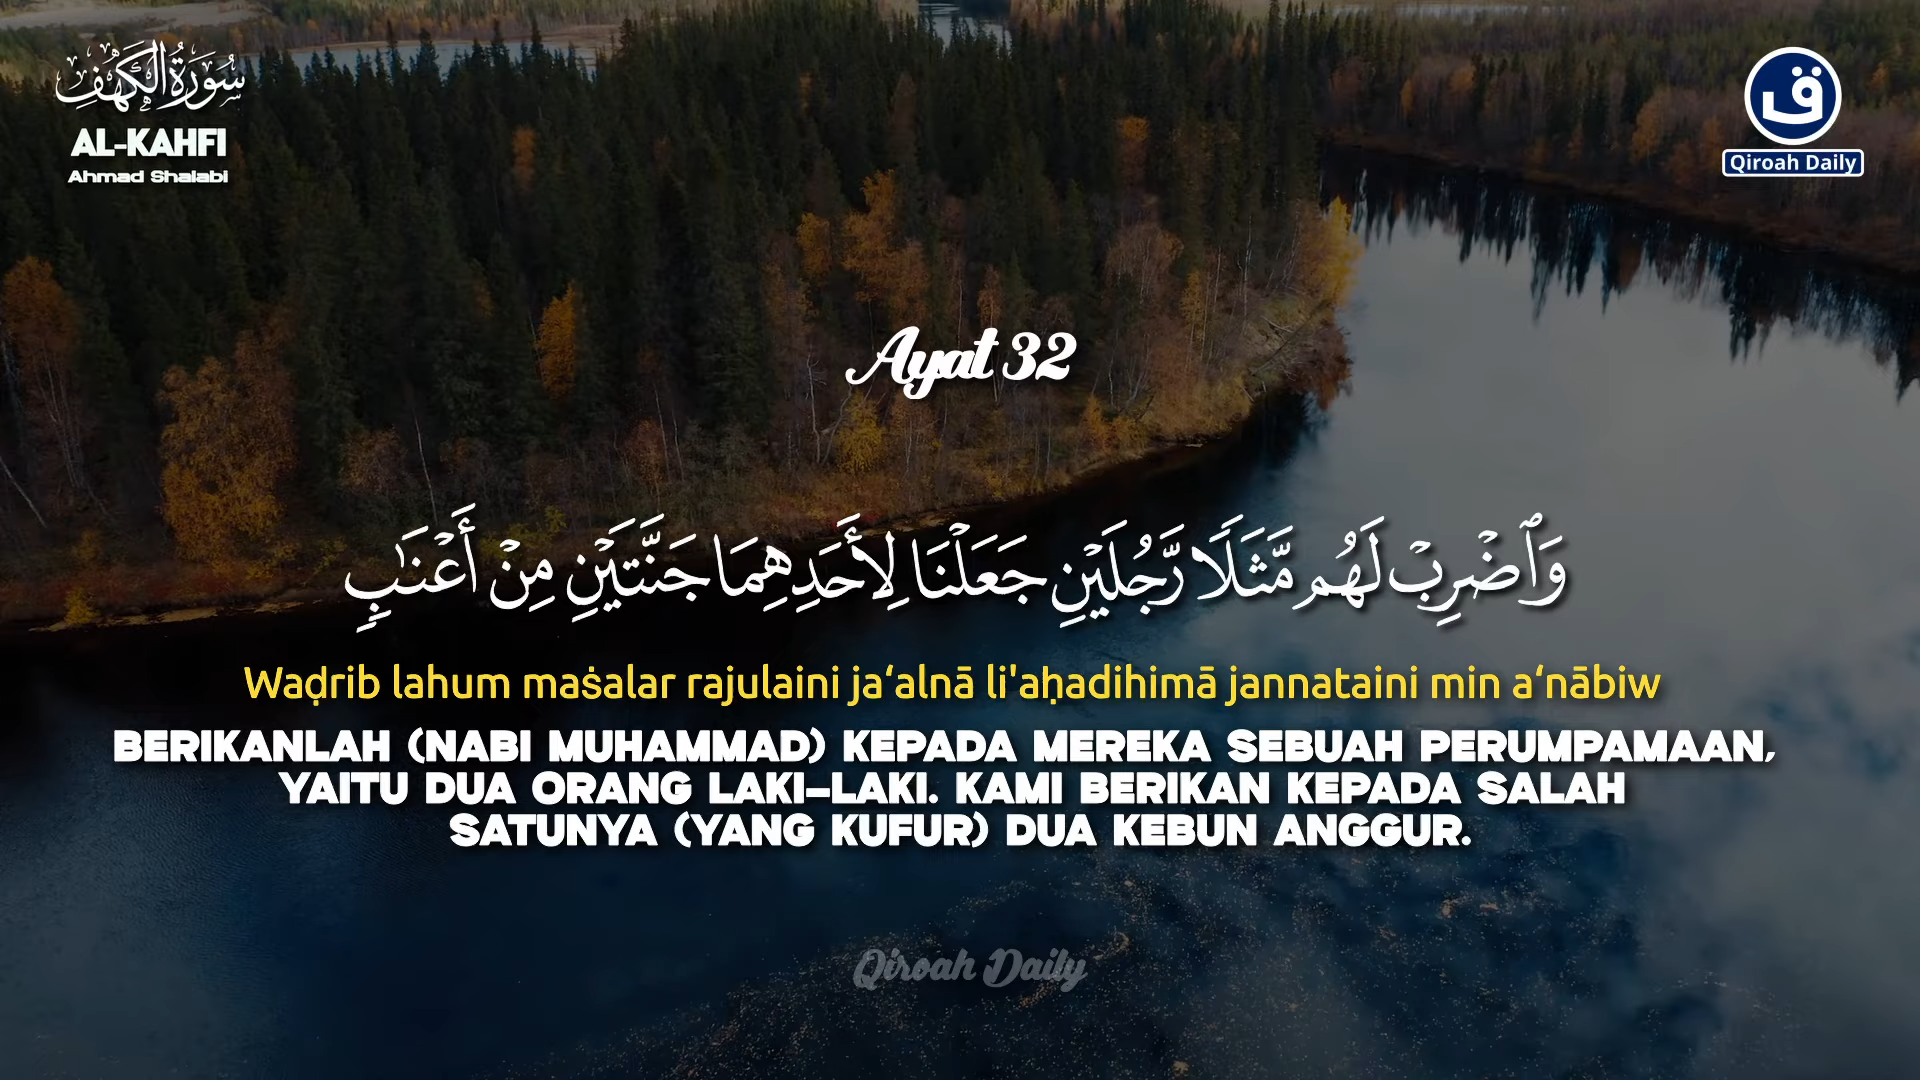 سُورَةُ الْكَهْفِ
AL-KAHFI
Ahmad Shalabi
ق
Qiroah Daily
Ayat 32
وَٱضْرِبْ لَهُم مَّثَلًا رَّجُلَيْنِ جَعَلْنَا لِأَحَدِهِمَا جَنَّتَيْنِ مِنْ أَعْنَـٰبٍ
Waḍrib lahum maṡalar rajulaini ja‘alnā li'aḥadihimā jannataini min a‘nābiw
BERIKANLAH (NABI MUHAMMAD) KEPADA MEREKA SEBUAH PERUMPAMAAN,
YAITU DUA ORANG LAKI-LAKI. KAMI BERIKAN KEPADA SALAH
SATUNYA (YANG KUFUR) DUA KEBUN ANGGUR.
Qiroah Daily